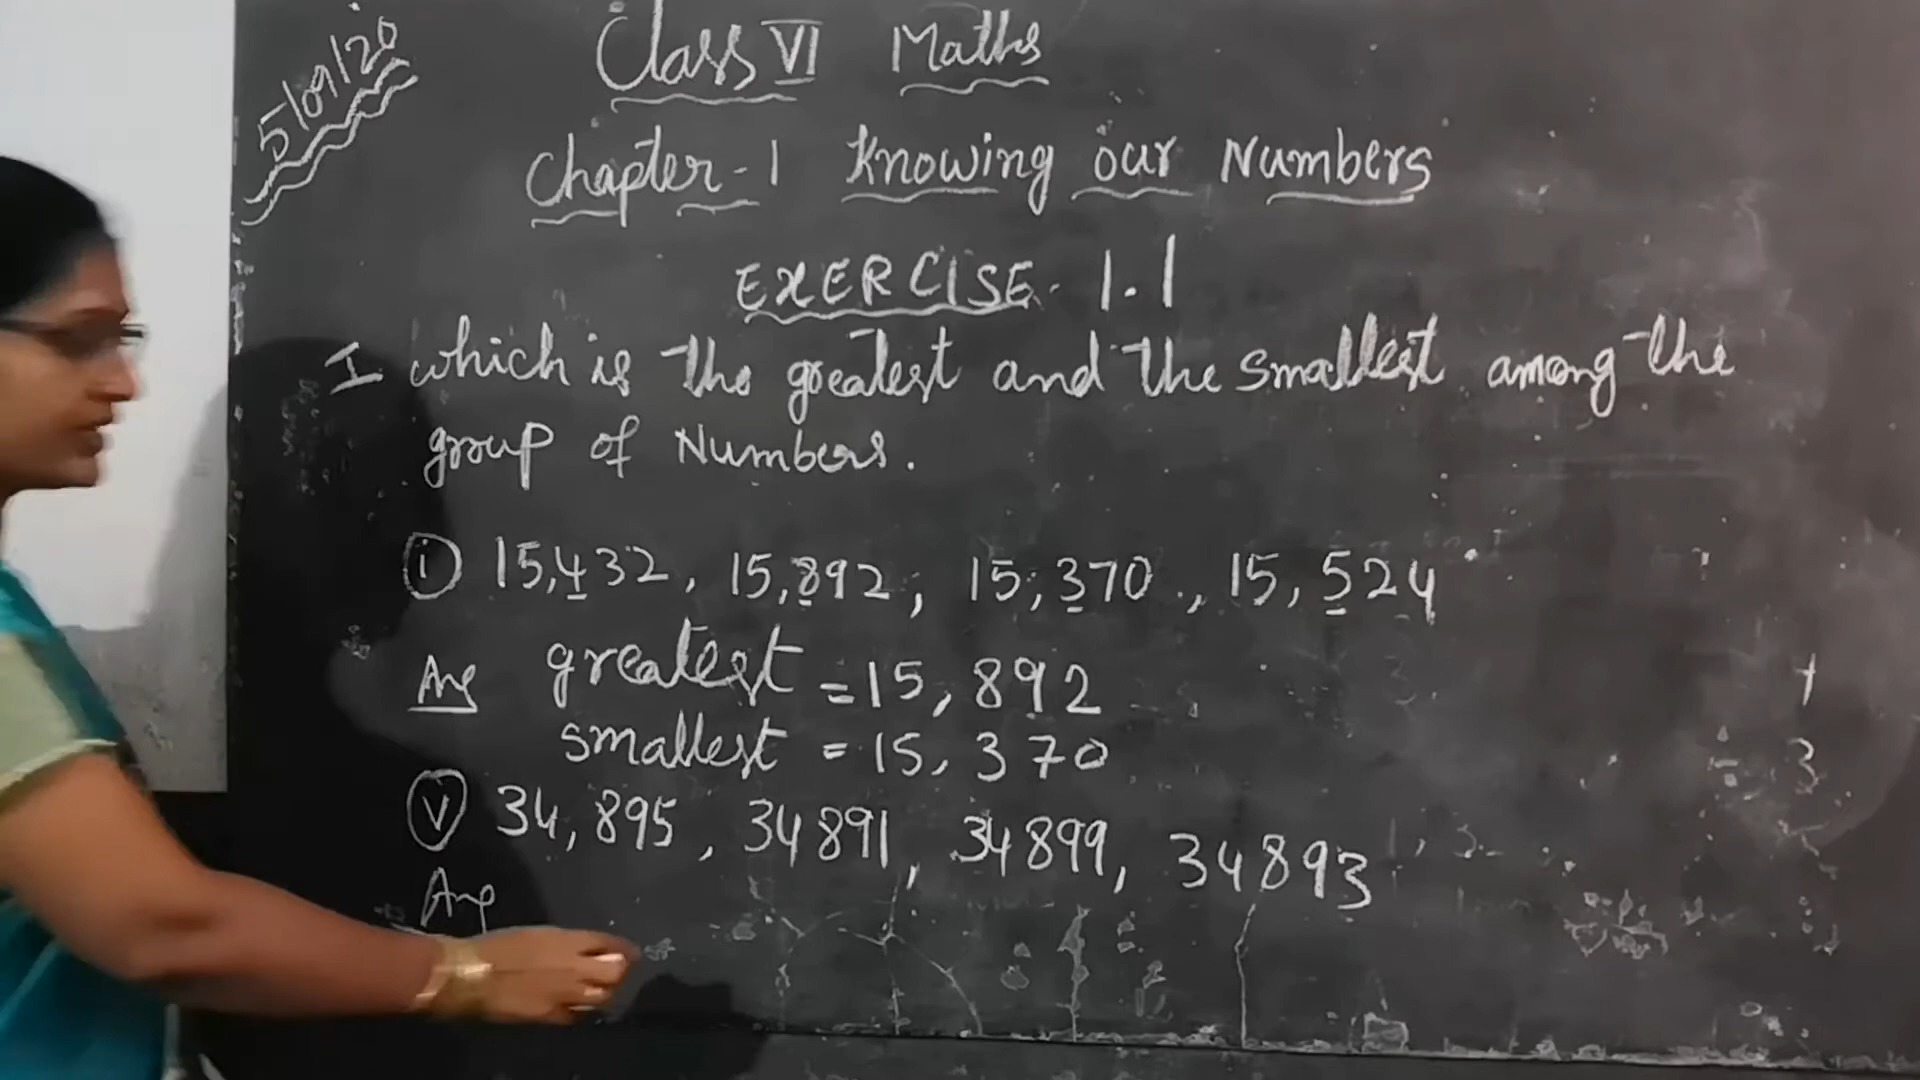 5/09/20
Class VI Maths
Chapter-1 Knowing our Numbers
EXERCISE 1.1
I which is the greatest and the smallest among the
group of Numbers.
(i) 15,432, 15,892, 15,370, 15,524
Ans greatest = 15,892
smallest = 15,370
(v) 34,895, 34891, 34899, 34893
Ans